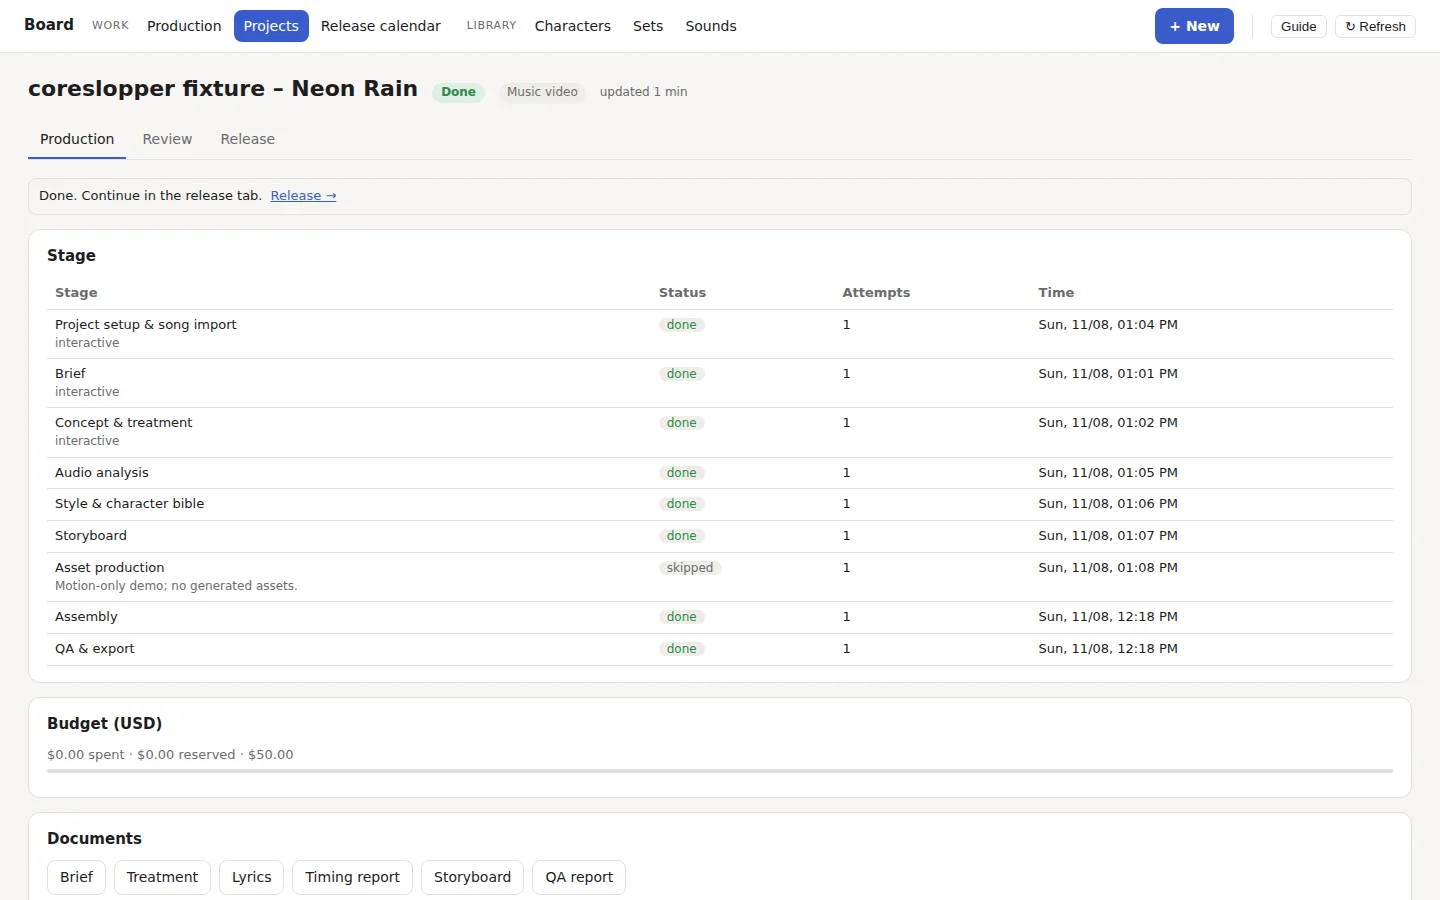 Board WORK Production Projects Release calendar LIBRARY Characters Sets Sounds + New Guide ↻ Refresh
coreslopper fixture – Neon Rain Done Music video updated 1 min
Production Review Release
Done. Continue in the release tab. Release →
Stage
Stage Status Attempts Time
Project setup & song import done 1 Sun, 11/08, 01:04 PM
interactive
Brief done 1 Sun, 11/08, 01:01 PM
interactive
Concept & treatment done 1 Sun, 11/08, 01:02 PM
interactive
Audio analysis done 1 Sun, 11/08, 01:05 PM
Style & character bible done 1 Sun, 11/08, 01:06 PM
Storyboard done 1 Sun, 11/08, 01:07 PM
Asset production skipped 1 Sun, 11/08, 01:08 PM
Motion-only demo; no generated assets.
Assembly done 1 Sun, 11/08, 12:18 PM
QA & export done 1 Sun, 11/08, 12:18 PM
Budget (USD)
$0.00 spent · $0.00 reserved · $50.00
Documents
Brief Treatment Lyrics Timing report Storyboard QA report